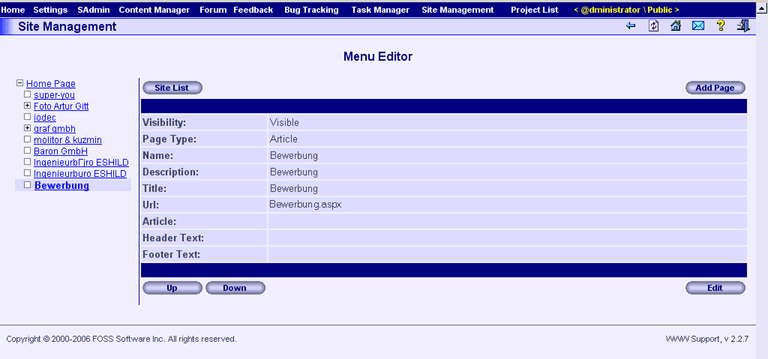 Home Settings SAdmin Content Manager Forum Feedback Bug Tracking Task Manager Site Management Project List < @dministrator \ Public >
Site Management
Menu Editor
Home Page
super-you
Foto Artur Gitt
iodec
graf gmbh
molitor & kuzmin
Baron GmbH
IngenieurbГјro ESHILD
Ingenieurburo ESHILD
Bewerbung
Site List Add Page
Visibility: Visible
Page Type: Article
Name: Bewerbung
Description: Bewerbung
Title: Bewerbung
Url: Bewerbung.aspx
Article:
Header Text:
Footer Text:
Up Down Edit
Copyright © 2000-2006 FOSS Software Inc. All rights reserved. WWW Support, v 2.2.7